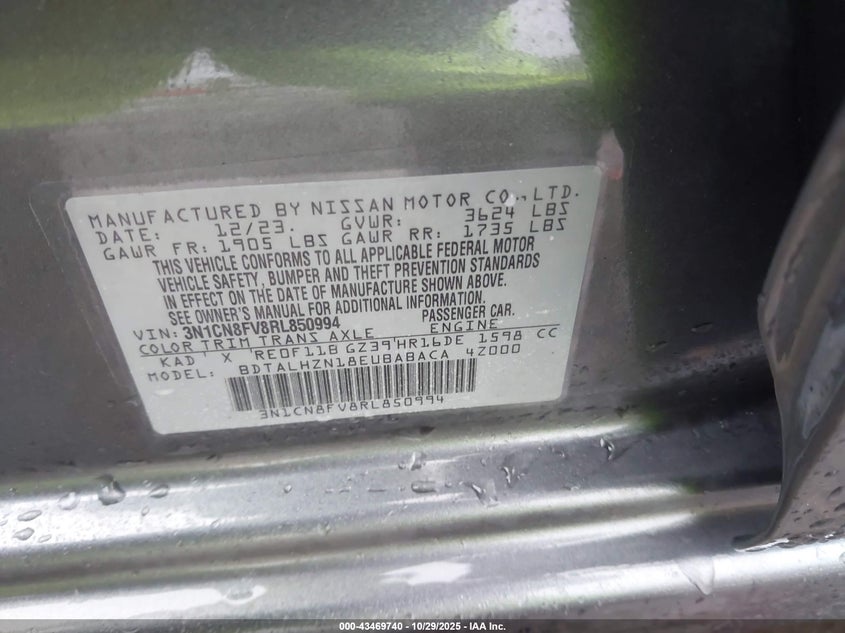 MANUFACTURED BY NISSAN MOTOR CO., LTD.
DATE: 12/23. GVWR: 3624 LBS
GAWR FR: 1905 LBS GAWR RR: 1735 LBS
THIS VEHICLE CONFORMS TO ALL APPLICABLE FEDERAL MOTOR
VEHICLE SAFETY, BUMPER AND THEFT PREVENTION STANDARDS
IN EFFECT ON THE DATE OF MANUFACTURE SHOWN ABOVE.
SEE OWNER'S MANUAL FOR ADDITIONAL INFORMATION.
VIN: 3N1CN8FV8RL850994 PASSENGER CAR.
COLOR TRIM TRANS AXLE ENGINE
KAD X RE0F11B GZ39 HR16DE 1598 CC
MODEL: BDTALHZN18EUBABACA 42000
3N1CN8FV8RL850994
000-43469740 | 10/29/2025 - IAA Inc.